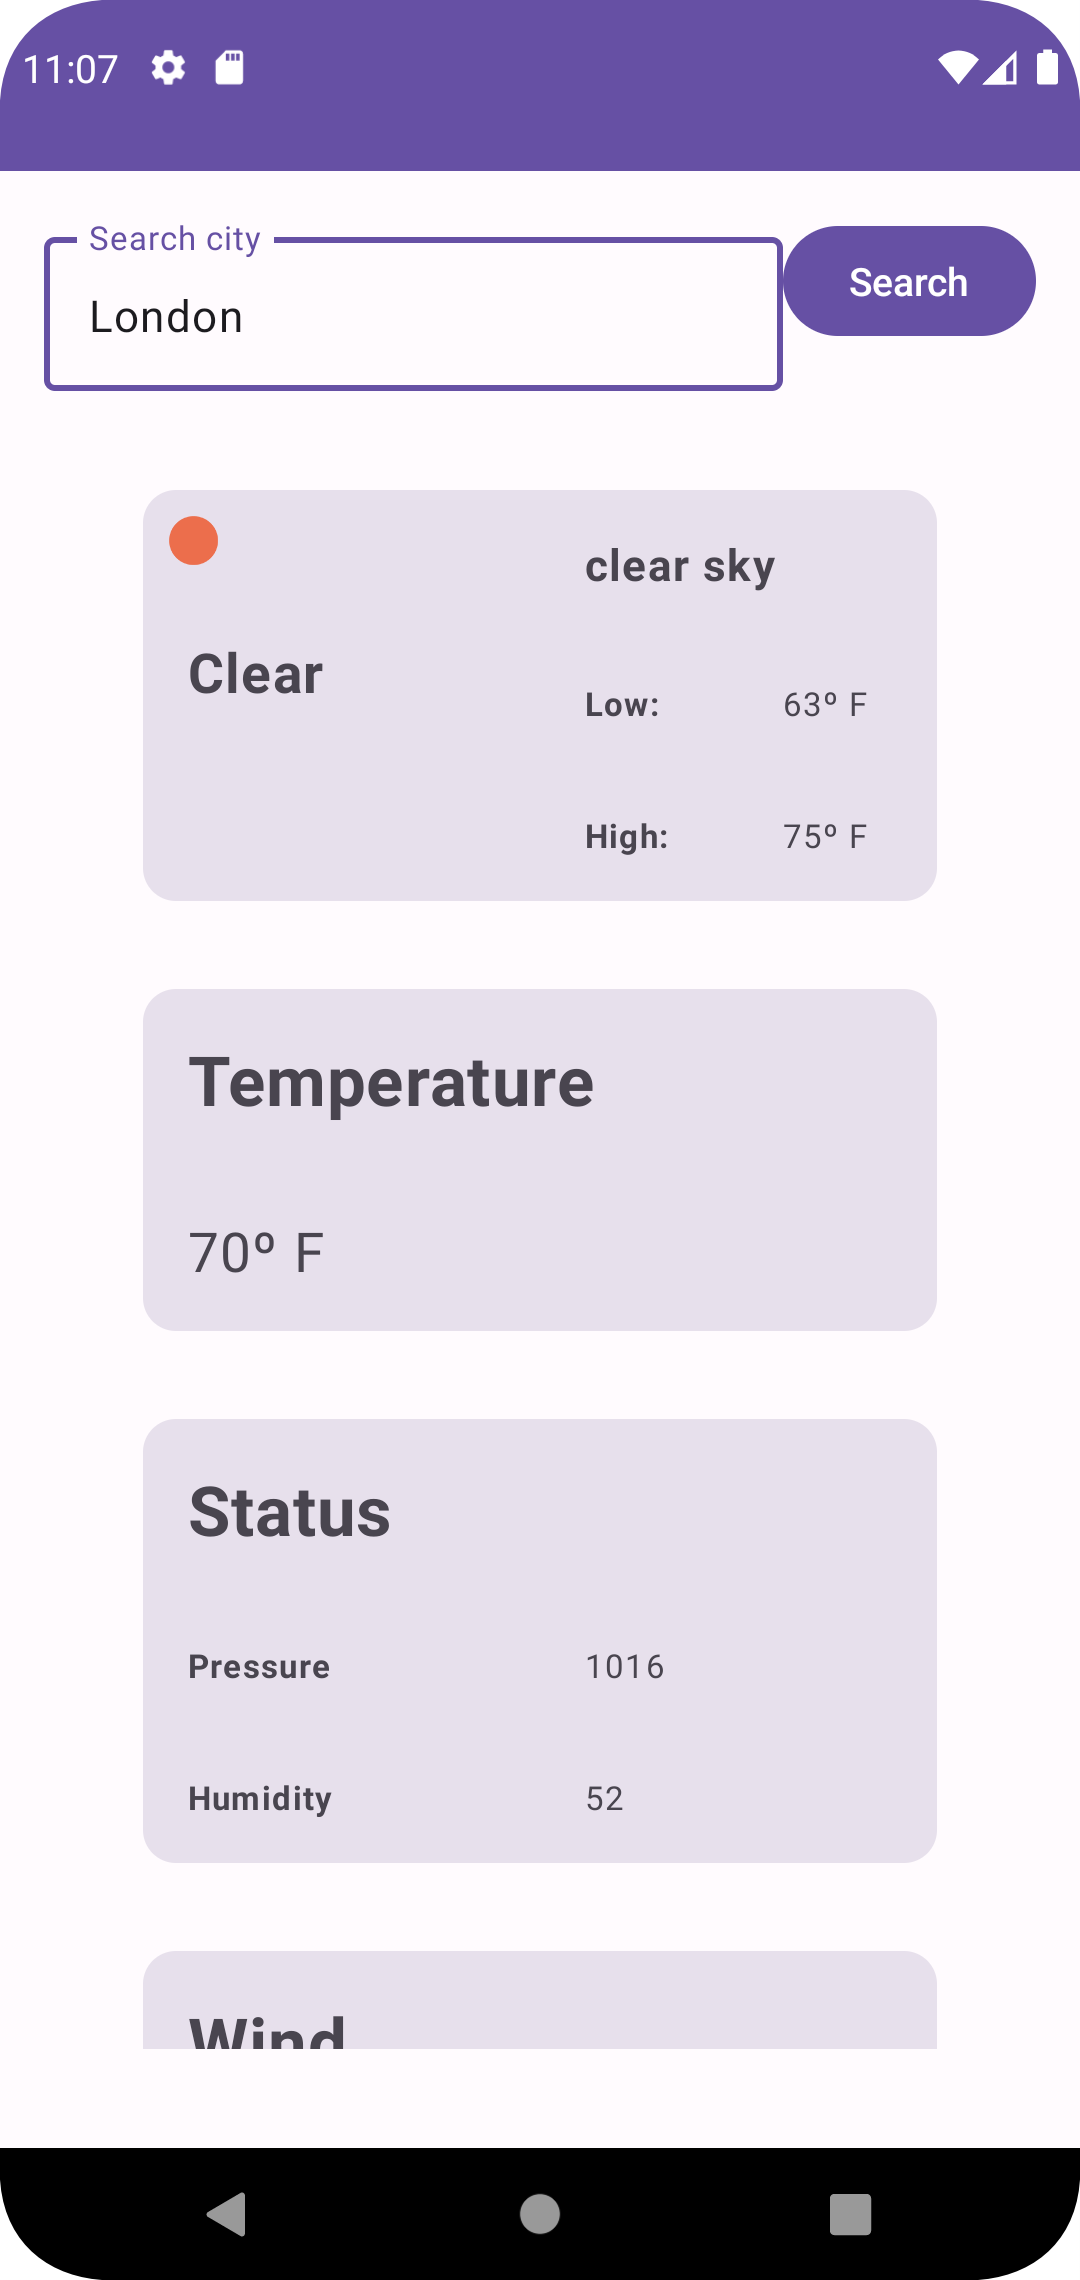 11:07
Search city
London
Search
clear sky
Clear
Low: 63º F
High: 75º F
Temperature
70º F
Status
Pressure 1016
Humidity 52
Wind